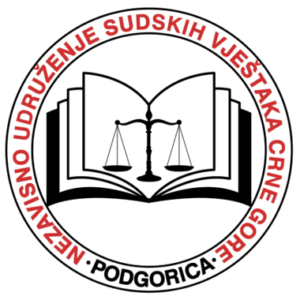 NEZAVISNO UDRUŽENJE SUDSKIH VJEŠTAKA CRNE GORE
• PODGORICA •